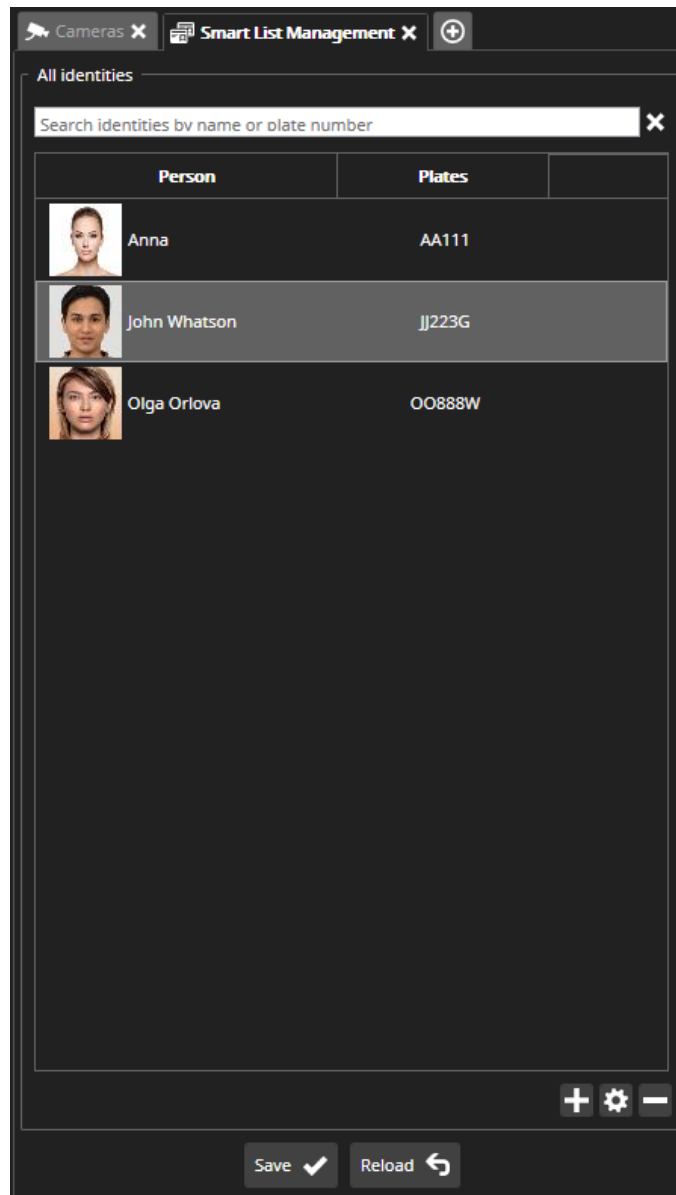 Cameras Smart List Management
All identities
Search identities by name or plate number
Person Plates
Anna AA111
John Whatson JJ223G
Olga Orlova OO888W
Save Reload